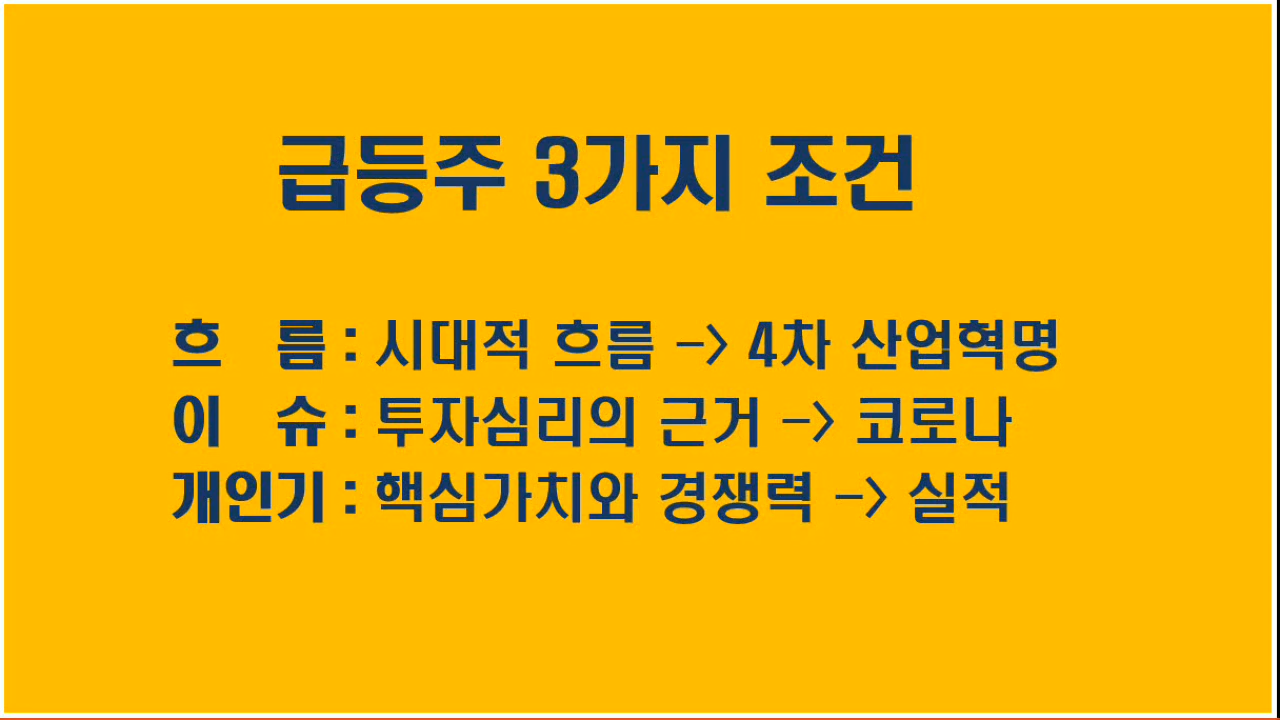 급등주 3가지 조건
흐 름 : 시대적 흐름 -> 4차 산업혁명
이 슈 : 투자심리의 근거 -> 코로나
개인기 : 핵심가치와 경쟁력 -> 실적